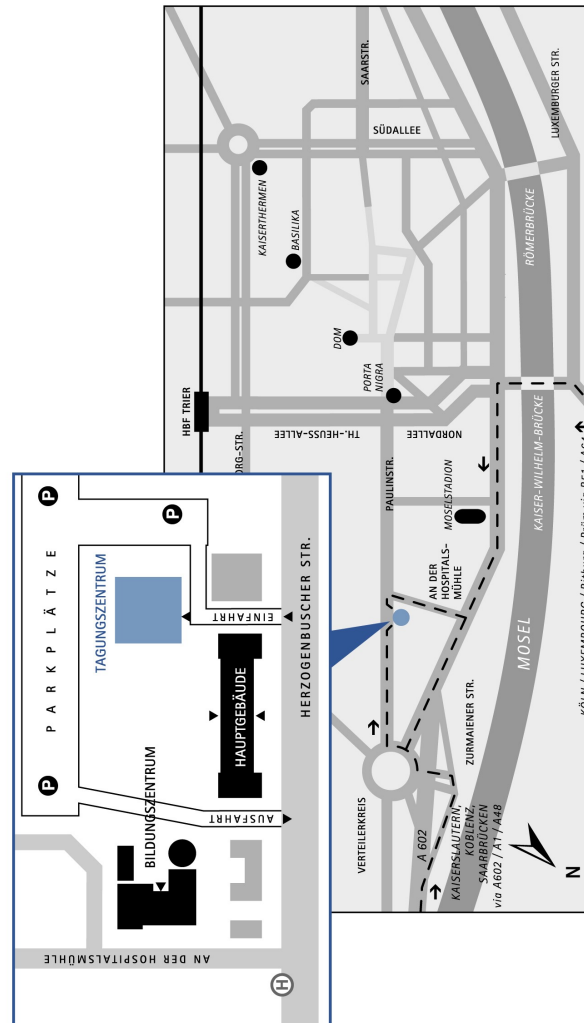 P A R K P L Ä T Z E
P
P
P
TAGUNGSZENTRUM
EINFAHRT
HAUPTGEBÄUDE
AUSFAHRT
BILDUNGSZENTRUM
HERZOGENBUSCHER STR.
AN DER HOSPITALSMÜHLE
H
HBF TRIER
ORG-STR.
TH.-HEUSS-ALLEE
NORDALLEE
KAISERTHERMEN
BASILIKA
DOM
PORTA
NIGRA
SAARSTR.
SÜDALLEE
LUXEMBURGER STR.
RÖMERBRÜCKE
KAISER-WILHELM-BRÜCKE
PAULINSTR.
MOSELSTADION
AN DER
HOSPITALS-
MÜHLE
MOSEL
ZURMAIENER STR.
VERTEILERKREIS
A 602
KAISERSLAUTERN,
KOBLENZ,
SAARBRÜCKEN
via A602 / A1 / A48
N